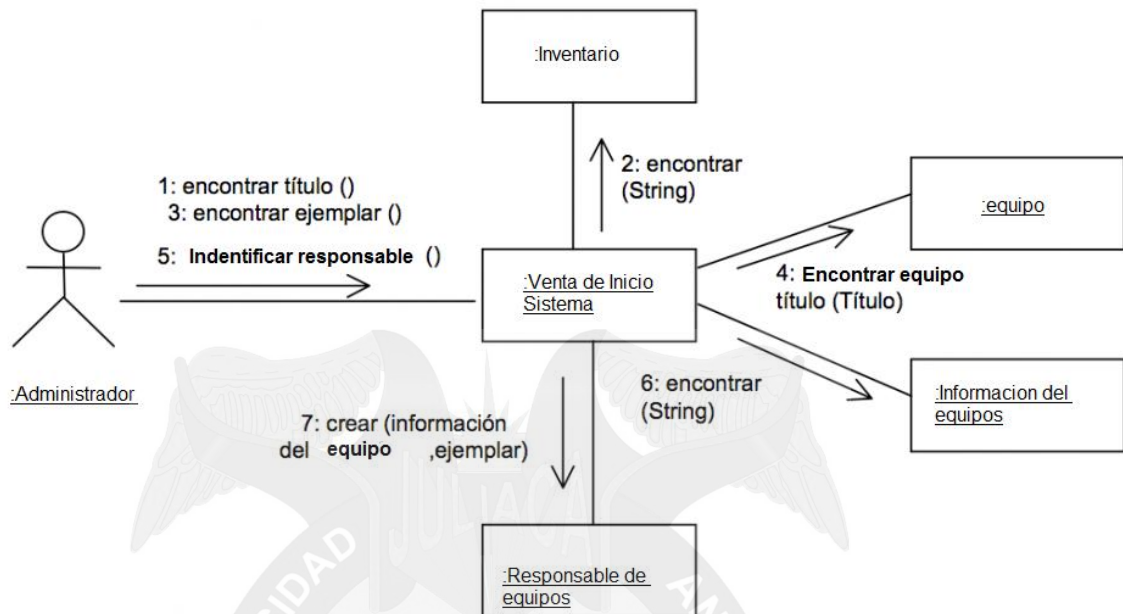 :Inventario
1: encontrar título ()
3: encontrar ejemplar ()
5: Indentificar responsable ()
2: encontrar
(String)
:equipo
:Venta de Inicio
Sistema
4: Encontrar equipo
título (Título)
:Administrador
6: encontrar
(String)
:Informacion del
equipos
7: crear (información
del equipo ,ejemplar)
JULIACA
:Responsable de
equipos